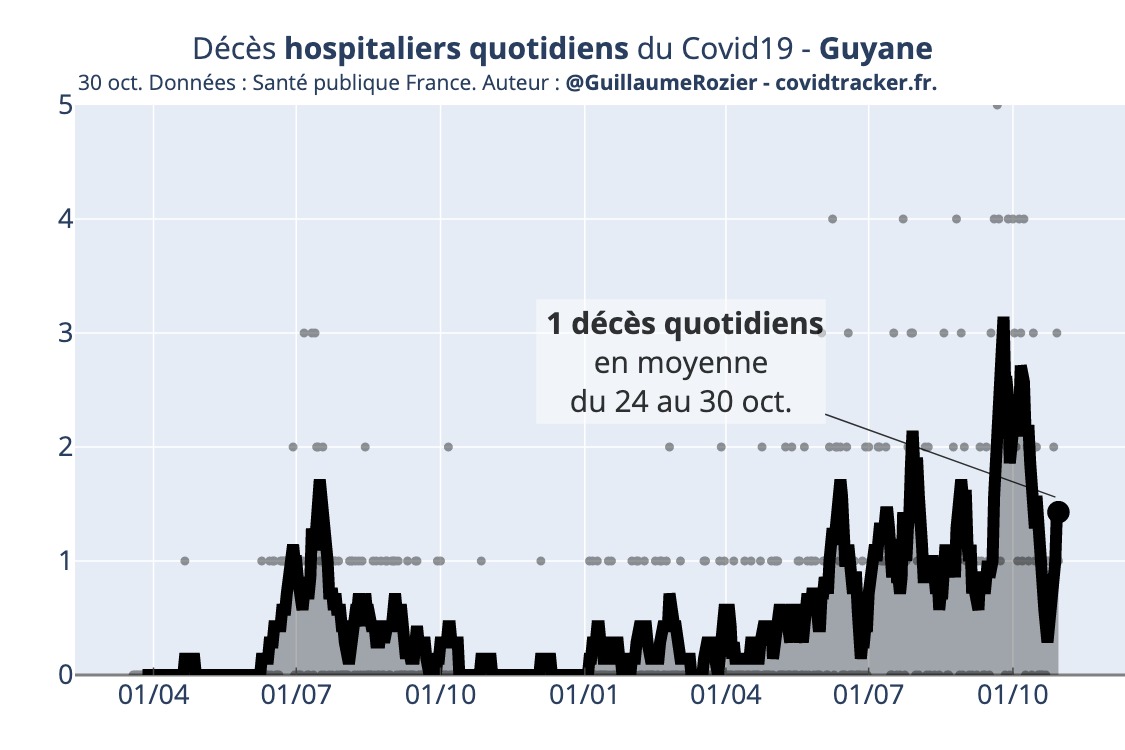 Décès hospitaliers quotidiens du Covid19 - Guyane
30 oct. Données : Santé publique France. Auteur : @GuillaumeRozier - covidtracker.fr.
5
4
3
2
1
0
1 décès quotidiens
en moyenne
du 24 au 30 oct.
01/04 01/07 01/10 01/01 01/04 01/07 01/10